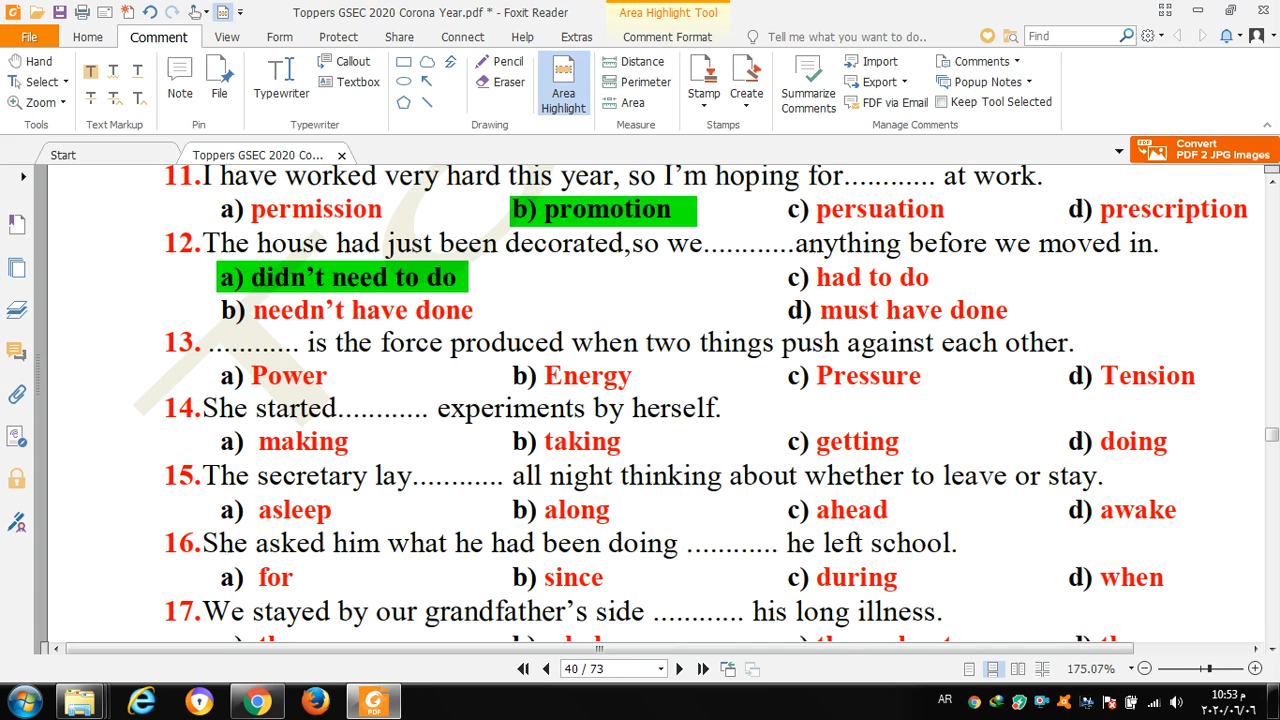 Toppers GSEC 2020 Corona Year.pdf * - Foxit Reader
Area Highlight Tool
File Home Comment View Form Protect Share Connect Help Extras Comment Format Tell me what you want to do.. Find
Hand
Select
Zoom
Tools
Text Markup
Note
File
Pin
Typewriter
Callout
Textbox
Typewriter
Pencil
Eraser
Drawing
Area Highlight
Distance
Perimeter
Area
Measure
Stamp
Create
Stamps
Summarize Comments
Import
Export
FDF via Email
Comments
Popup Notes
Keep Tool Selected
Manage Comments
Start
Toppers GSEC 2020 Co...
Convert
PDF 2 JPG Images
11.I have worked very hard this year, so I’m hoping for............ at work.
a) permission b) promotion c) persuation d) prescription
12.The house had just been decorated,so we............anything before we moved in.
a) didn’t need to do c) had to do
b) needn’t have done d) must have done
13. ............ is the force produced when two things push against each other.
a) Power b) Energy c) Pressure d) Tension
14.She started............ experiments by herself.
a) making b) taking c) getting d) doing
15.The secretary lay............ all night thinking about whether to leave or stay.
a) asleep b) along c) ahead d) awake
16.She asked him what he had been doing ............ he left school.
a) for b) since c) during d) when
17.We stayed by our grandfather’s side ............ his long illness.
40 / 73
175.07%
AR
10:53 م
٢٠٢٠/٠٦/٠٦